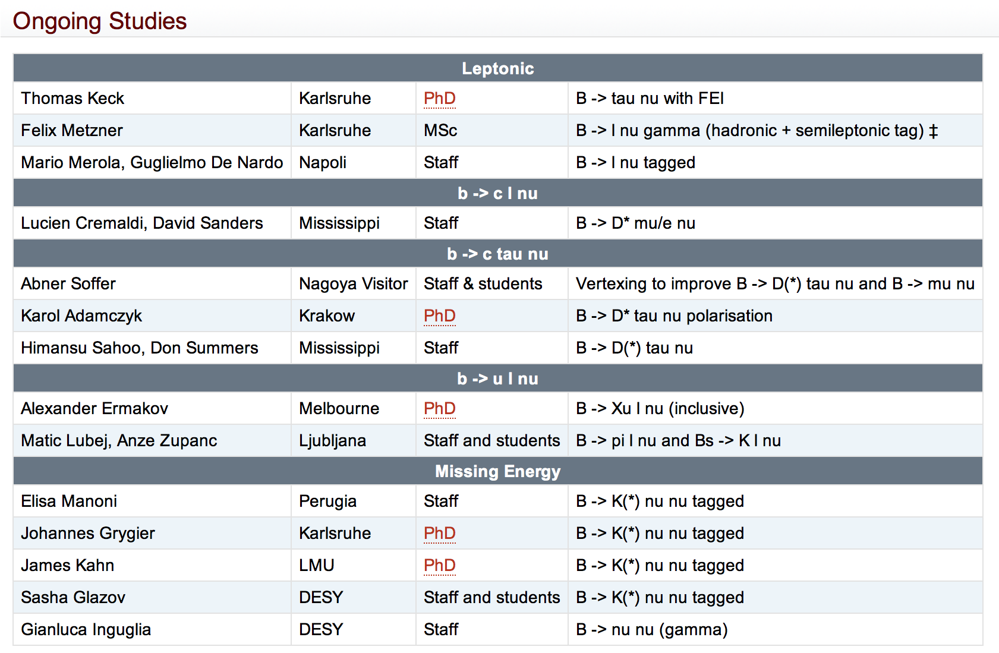 Ongoing Studies
Leptonic
Thomas Keck Karlsruhe PhD B -> tau nu with FEI
Felix Metzner Karlsruhe MSc B -> l nu gamma (hadronic + semileptonic tag) ‡
Mario Merola, Guglielmo De Nardo Napoli Staff B -> l nu tagged
b -> c l nu
Lucien Cremaldi, David Sanders Mississippi Staff B -> D* mu/e nu
b -> c tau nu
Abner Soffer Nagoya Visitor Staff & students Vertexing to improve B -> D(*) tau nu and B -> mu nu
Karol Adamczyk Krakow PhD B -> D* tau nu polarisation
Himansu Sahoo, Don Summers Mississippi Staff B -> D(*) tau nu
b -> u l nu
Alexander Ermakov Melbourne PhD B -> Xu l nu (inclusive)
Matic Lubej, Anze Zupanc Ljubljana Staff and students B -> pi l nu and Bs -> K l nu
Missing Energy
Elisa Manoni Perugia Staff B -> K(*) nu nu tagged
Johannes Grygier Karlsruhe PhD B -> K(*) nu nu tagged
James Kahn LMU PhD B -> K(*) nu nu tagged
Sasha Glazov DESY Staff and students B -> K(*) nu nu tagged
Gianluca Inguglia DESY Staff B -> nu nu (gamma)